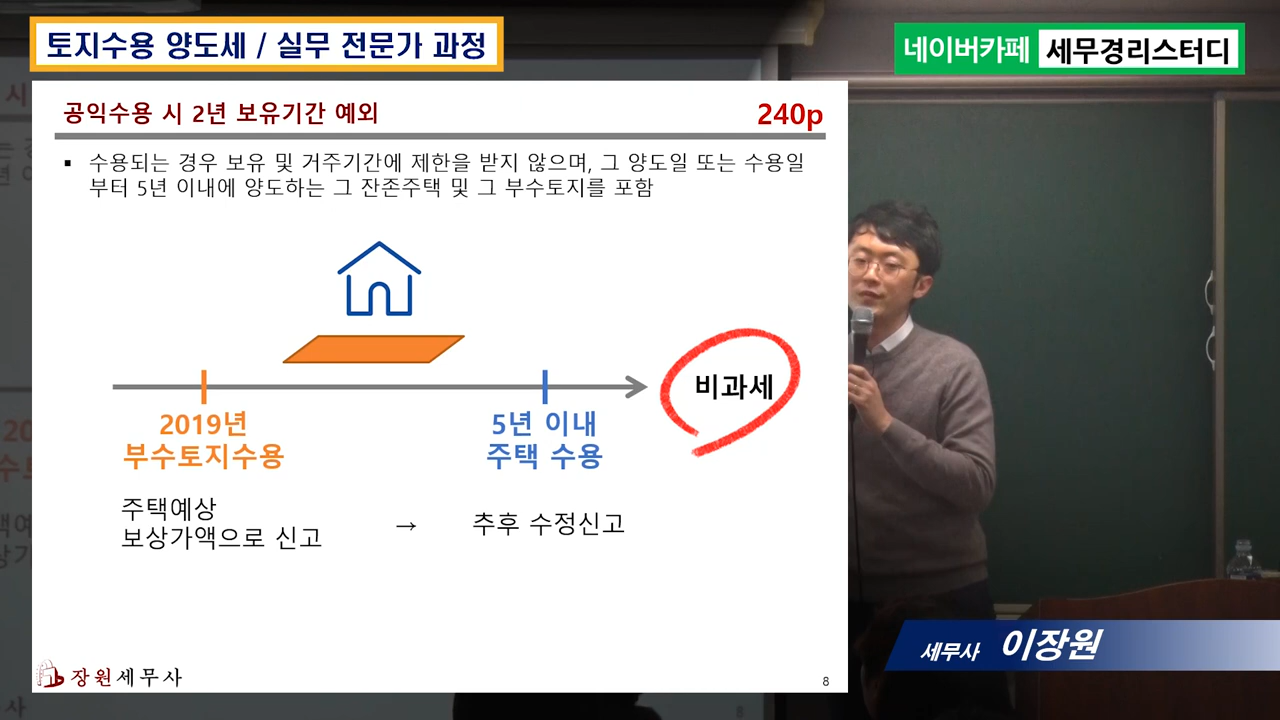 토지수용 양도세 / 실무 전문가 과정
네이버카페 세무경리스터디
공익수용 시 2년 보유기간 예외
240p
▪ 수용되는 경우 보유 및 거주기간에 제한을 받지 않으며, 그 양도일 또는 수용일
부터 5년 이내에 양도하는 그 잔존주택 및 그 부수토지를 포함
비과세
2019년
부수토지수용
5년 이내
주택 수용
주택예상
보상가액으로 신고
→
추후 수정신고
세무사 이장원
장원세무사
8